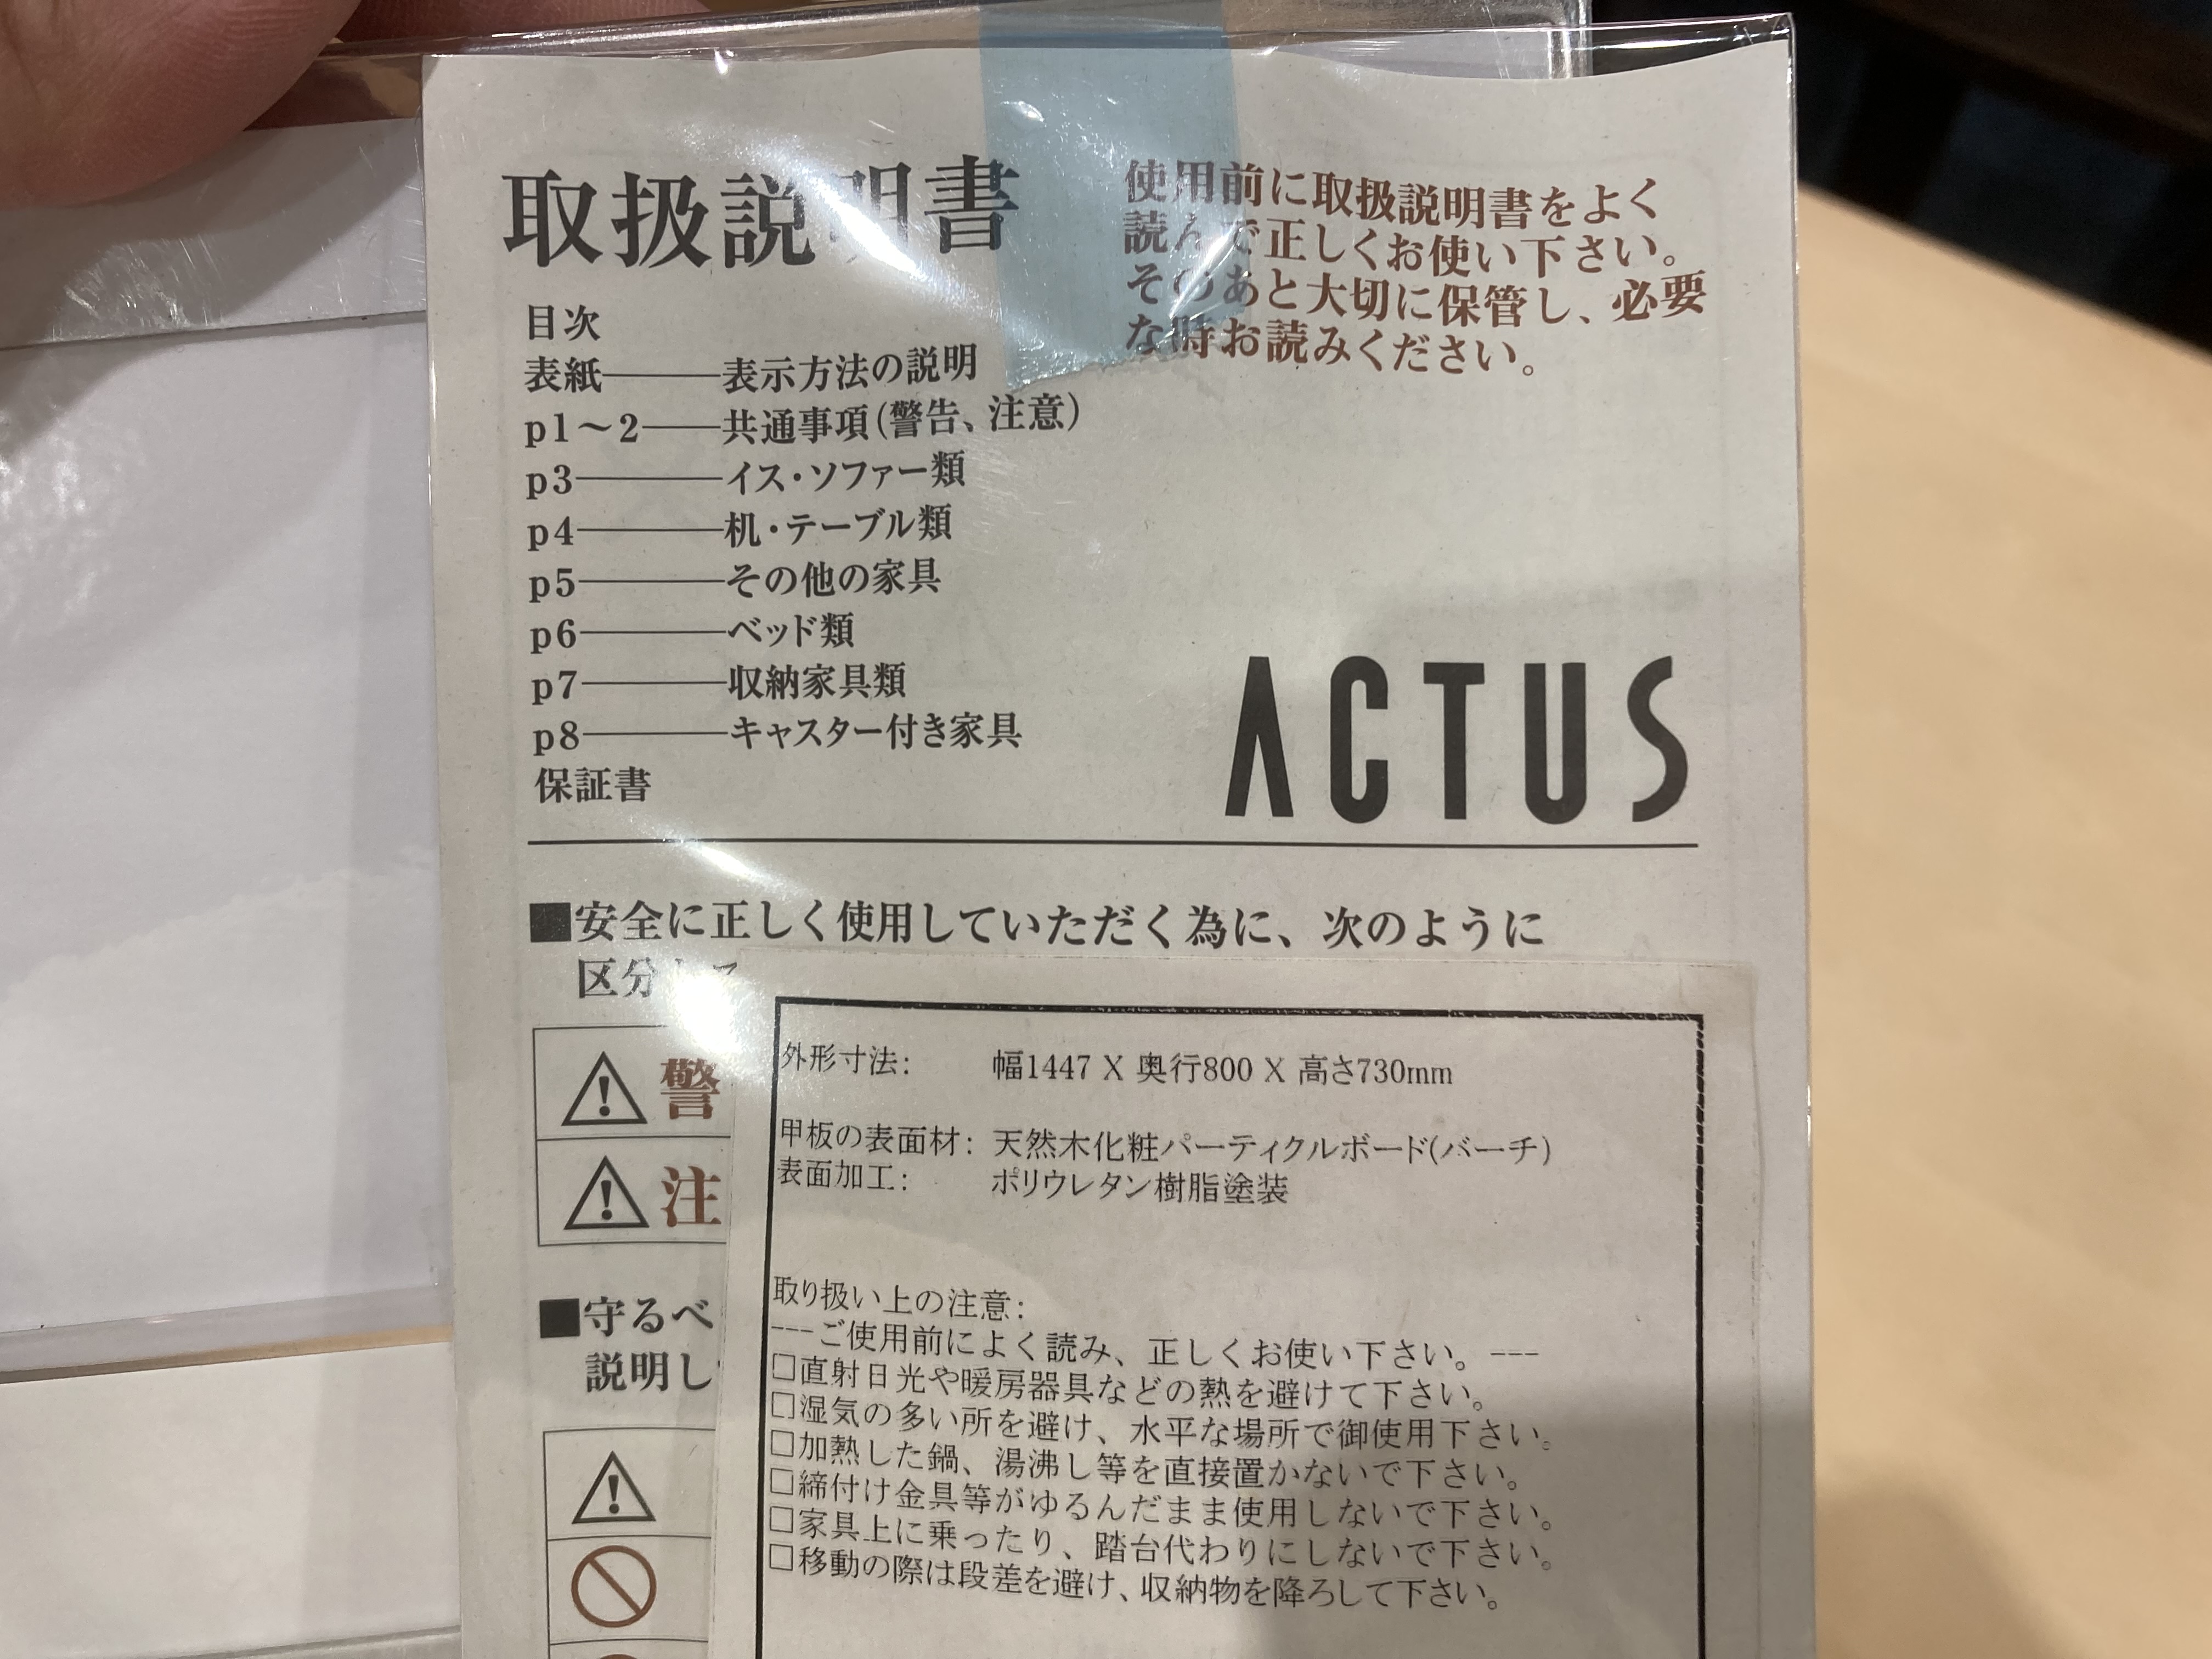 取扱説明書
使用前に取扱説明書をよく
読んで正しくお使い下さい。
そのあと大切に保管し、必要
な時お読みください。
目次
表紙――表示方法の説明
p1～2――共通事項(警告、注意)
p3――イス・ソファー類
p4――机・テーブル類
p5――その他の家具
p6――ベッド類
p7――収納家具類
p8――キャスター付き家具
保証書
ACTUS
■安全に正しく使用していただく為に、次のように
区分
警
注
■守るべ
説明し
外形寸法: 幅1447 X 奥行800 X 高さ730mm
甲板の表面材: 天然木化粧パーティクルボード(バーチ)
表面加工: ポリウレタン樹脂塗装
取り扱い上の注意:
---ご使用前によく読み、正しくお使い下さい。---
□直射日光や暖房器具などの熱を避けて下さい。
□湿気の多い所を避け、水平な場所で御使用下さい。
□加熱した鍋、湯沸し等を直接置かないで下さい。
□締付け金具等がゆるんだまま使用しないで下さい。
□家具上に乗ったり、踏台代わりにしないで下さい。
□移動の際は段差を避け、収納物を降ろして下さい。